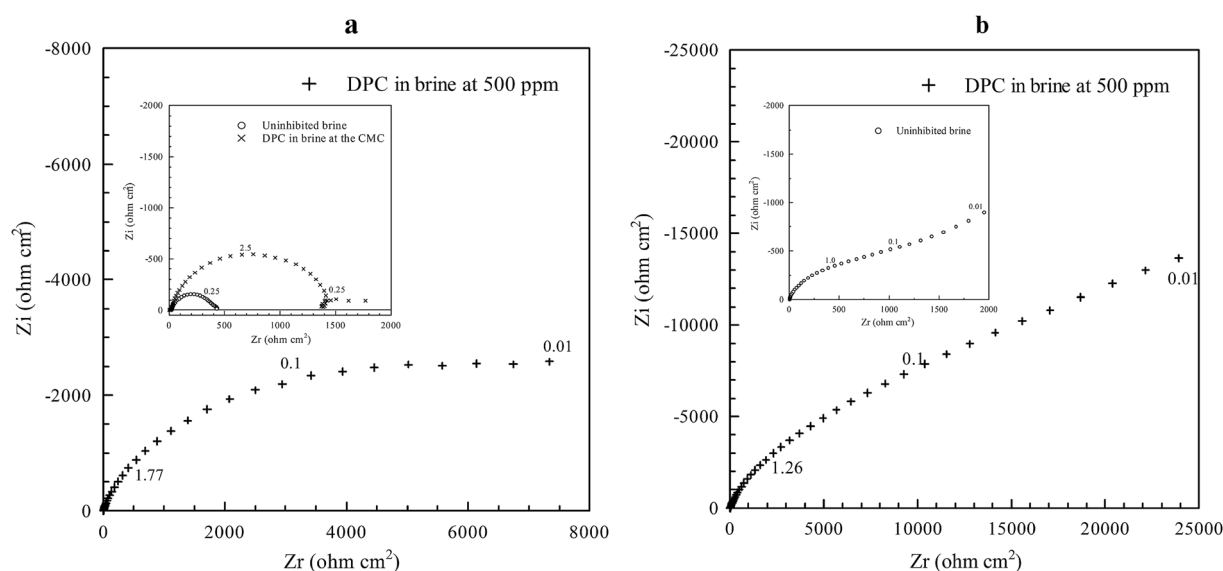 a
-8000
-6000
-4000
-2000
0
Zi (ohm cm²)
+ DPC in brine at 500 ppm
-2000
-1500
-1000
-500
0
Zi (ohm cm²)
○ Uninhibited brine
× DPC in brine at the CMC
2.5
0.25
0.25
0 500 1000 1500 2000
Zr (ohm cm²)
0.01
0.1
1.77
0 2000 4000 6000 8000
Zr (ohm cm²)
b
-25000
-20000
-18000
-14000
-10000
-5000
0
Zi (ohm cm²)
+ DPC in brine at 500 ppm
-2000
-1500
-1000
-500
0
Zi (ohm cm²)
○ Uninhibited brine
0.01
0.1
1.0
0 500 1000 1500 2000
Zr (ohm cm²)
0.01
0.1
1.26
0 5000 10000 15000 20000 25000
Zr (ohm cm²)